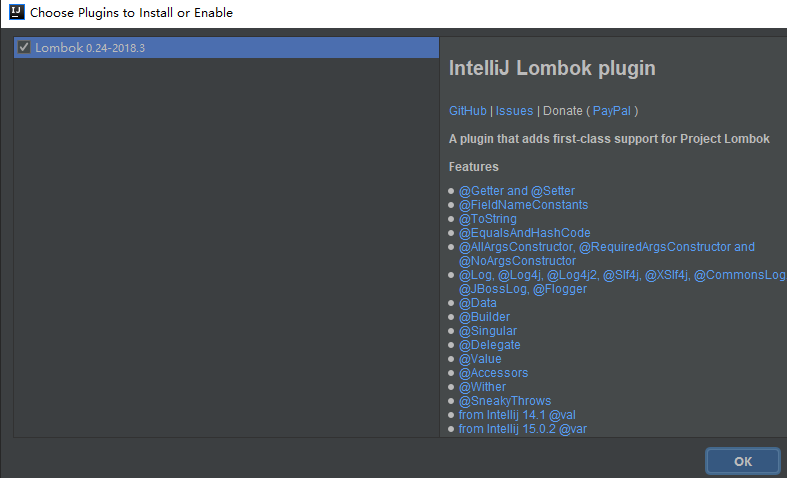 IJ
Choose Plugins to Install or Enable
Lombok 0.24-2018.3
IntelliJ Lombok plugin
GitHub | Issues | Donate ( PayPal )
A plugin that adds first-class support for Project Lombok
Features
@Getter and @Setter
@FieldNameConstants
@ToString
@EqualsAndHashCode
@AllArgsConstructor, @RequiredArgsConstructor and
@NoArgsConstructor
@Log, @Log4j, @Log4j2, @Slf4j, @XSlf4j, @CommonsLog
@JBossLog, @Flogger
@Data
@Builder
@Singular
@Delegate
@Value
@Accessors
@Wither
@SneakyThrows
from Intellij 14.1 @val
from Intellij 15.0.2 @var
OK